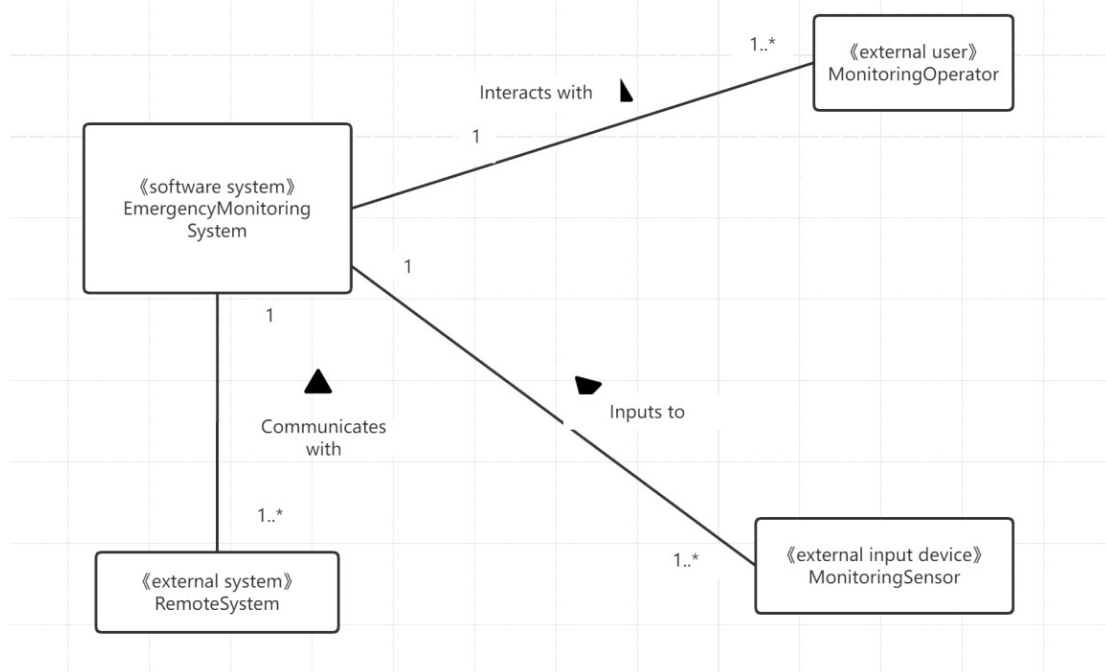 1..*
《external user》
MonitoringOperator
Interacts with
1
《software system》
EmergencyMonitoring
System
1
1
Communicates
with
Inputs to
1..*
1..*
《external input device》
MonitoringSensor
《external system》
RemoteSystem